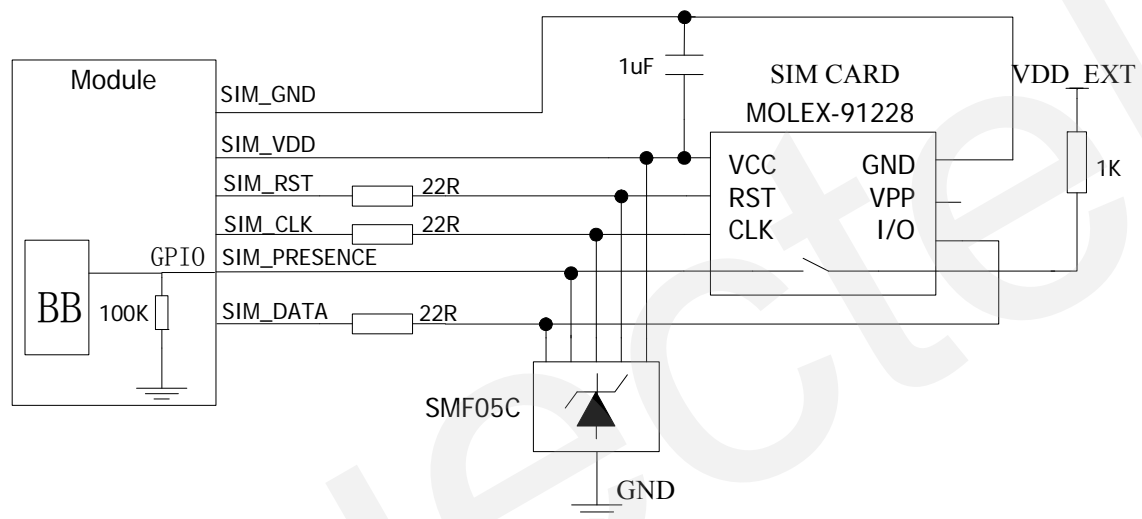 Module
SIM_GND
SIM_VDD
SIM_RST
22R
SIM_CLK
22R
GPIO
SIM_PRESENCE
SIM_DATA
22R
BB
100K
1uF
SIM CARD
MOLEX-91228
VCC
GND
RST
VPP
CLK
I/O
VDD_EXT
1K
SMF05C
GND